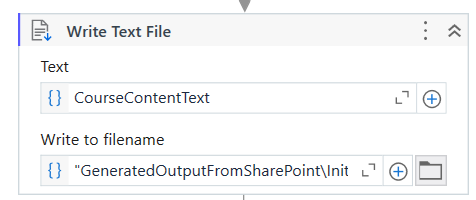 Write Text File
Text
{} CourseContentText
Write to filename
{} "GeneratedOutputFromSharePoint\Init